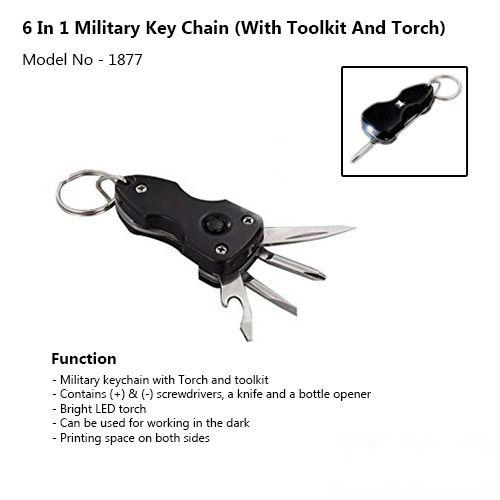 6 In 1 Military Key Chain (With Toolkit And Torch)
Model No - 1877
Function
- Military keychain with Torch and toolkit
- Contains (+) & (-) screwdrivers, a knife and a bottle opener
- Bright LED torch
- Can be used for working in the dark
- Printing space on both sides